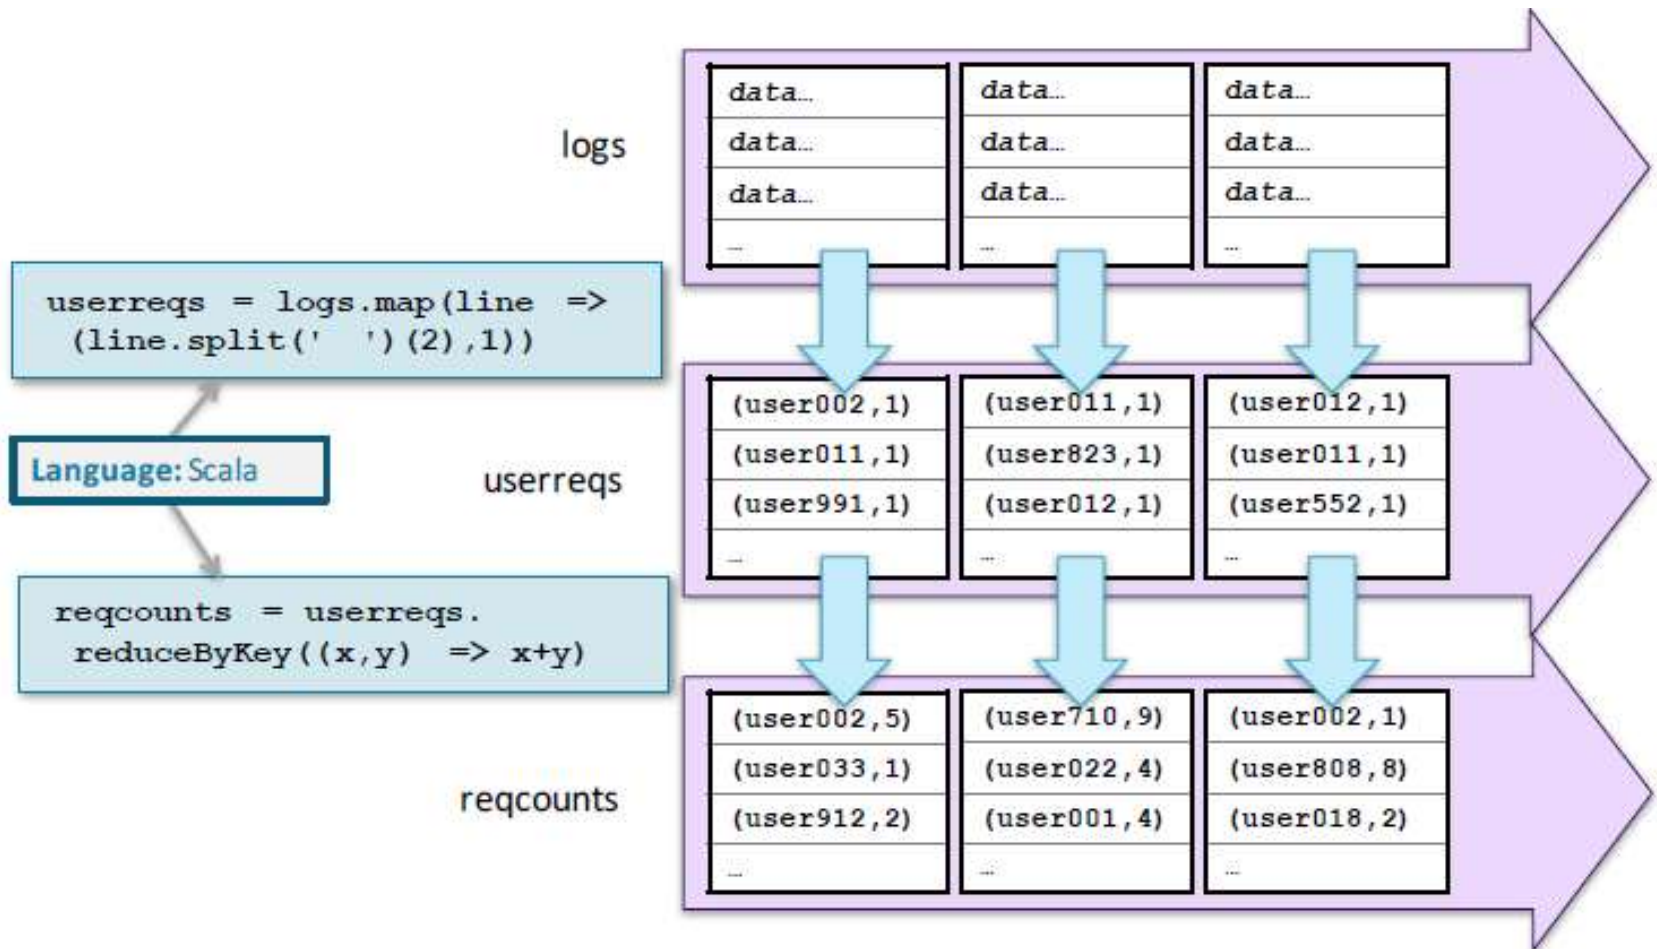 logs
data…
data…
data…
…
data…
data…
data…
…
data…
data…
data…
…
userreqs = logs.map(line =>
(line.split(' ')(2),1))
Language: Scala
userreqs
(user002,1)
(user011,1)
(user991,1)
…
(user011,1)
(user823,1)
(user012,1)
…
(user012,1)
(user011,1)
(user552,1)
…
reqcounts = userreqs.
reduceByKey((x,y) => x+y)
reqcounts
(user002,5)
(user033,1)
(user912,2)
…
(user710,9)
(user022,4)
(user001,4)
…
(user002,1)
(user808,8)
(user018,2)
…